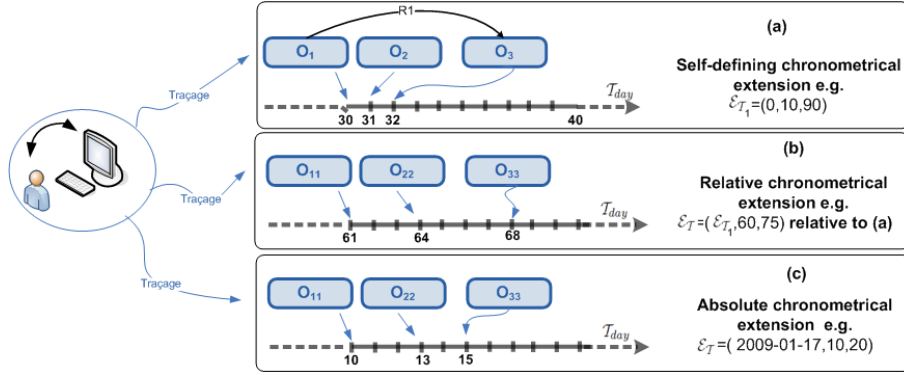 R1
(a)
O₁ O₂ O₃
Self-defining chronometrical
extension e.g.
ℰ𝒯₁=(0,10,90)
Traçage
𝒯day
30 31 32 40
(b)
O₁₁ O₂₂ O₃₃
Relative chronometrical
extension e.g.
ℰ𝒯=(ℰ𝒯₁,60,75) relative to (a)
Traçage
𝒯day
61 64 68
(c)
O₁₁ O₂₂ O₃₃
Absolute chronometrical
extension e.g.
ℰ𝒯=( 2009-01-17,10,20)
Traçage
𝒯day
10 13 15